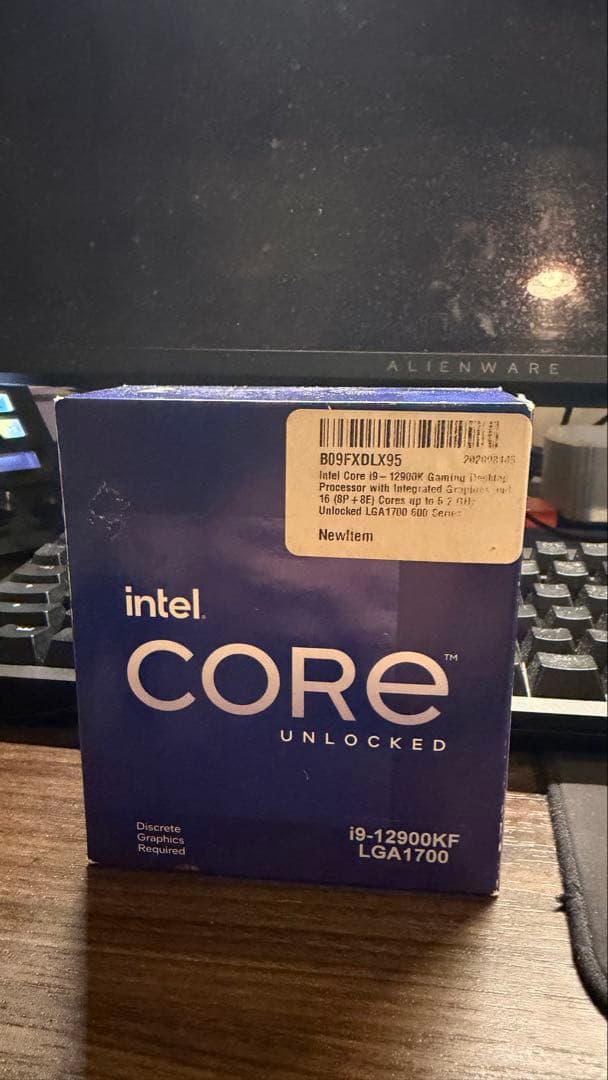 ALIENWARE
B09FXDLX95
Intel Core i9 - 12900K Gaming Desktop
Processor with Integrated Graphics and
16 (8P + 8E) Cores up to 5.2 GHz
Unlocked LGA1700 600 Series
NewItem
intel.
CORE™
UNLOCKED
Discrete
Graphics
Required
i9-12900KF
LGA1700